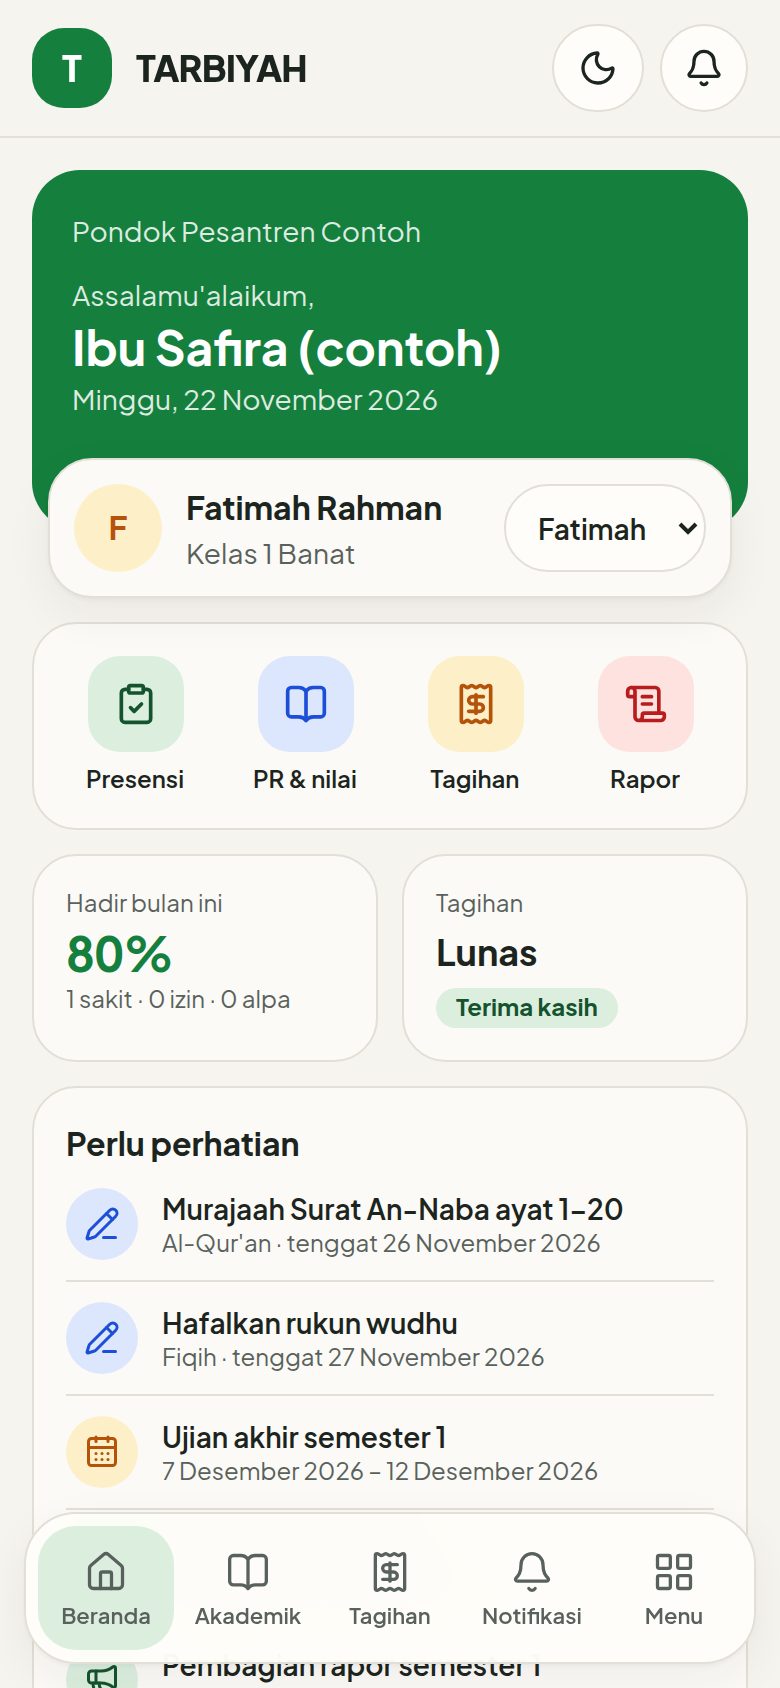 T TARBIYAH
Pondok Pesantren Contoh
Assalamu'alaikum,
Ibu Safira (contoh)
Minggu, 22 November 2026
F
Fatimah Rahman
Kelas 1 Banat
Fatimah
Presensi
PR & nilai
Tagihan
Rapor
Hadir bulan ini
80%
1 sakit · 0 izin · 0 alpa
Tagihan
Lunas
Terima kasih
Perlu perhatian
Murajaah Surat An-Naba ayat 1–20
Al-Qur'an · tenggat 26 November 2026
Hafalkan rukun wudhu
Fiqih · tenggat 27 November 2026
Ujian akhir semester 1
7 Desember 2026 – 12 Desember 2026
Beranda
Akademik
Tagihan
Notifikasi
Menu
Pembagian rapor semester 1